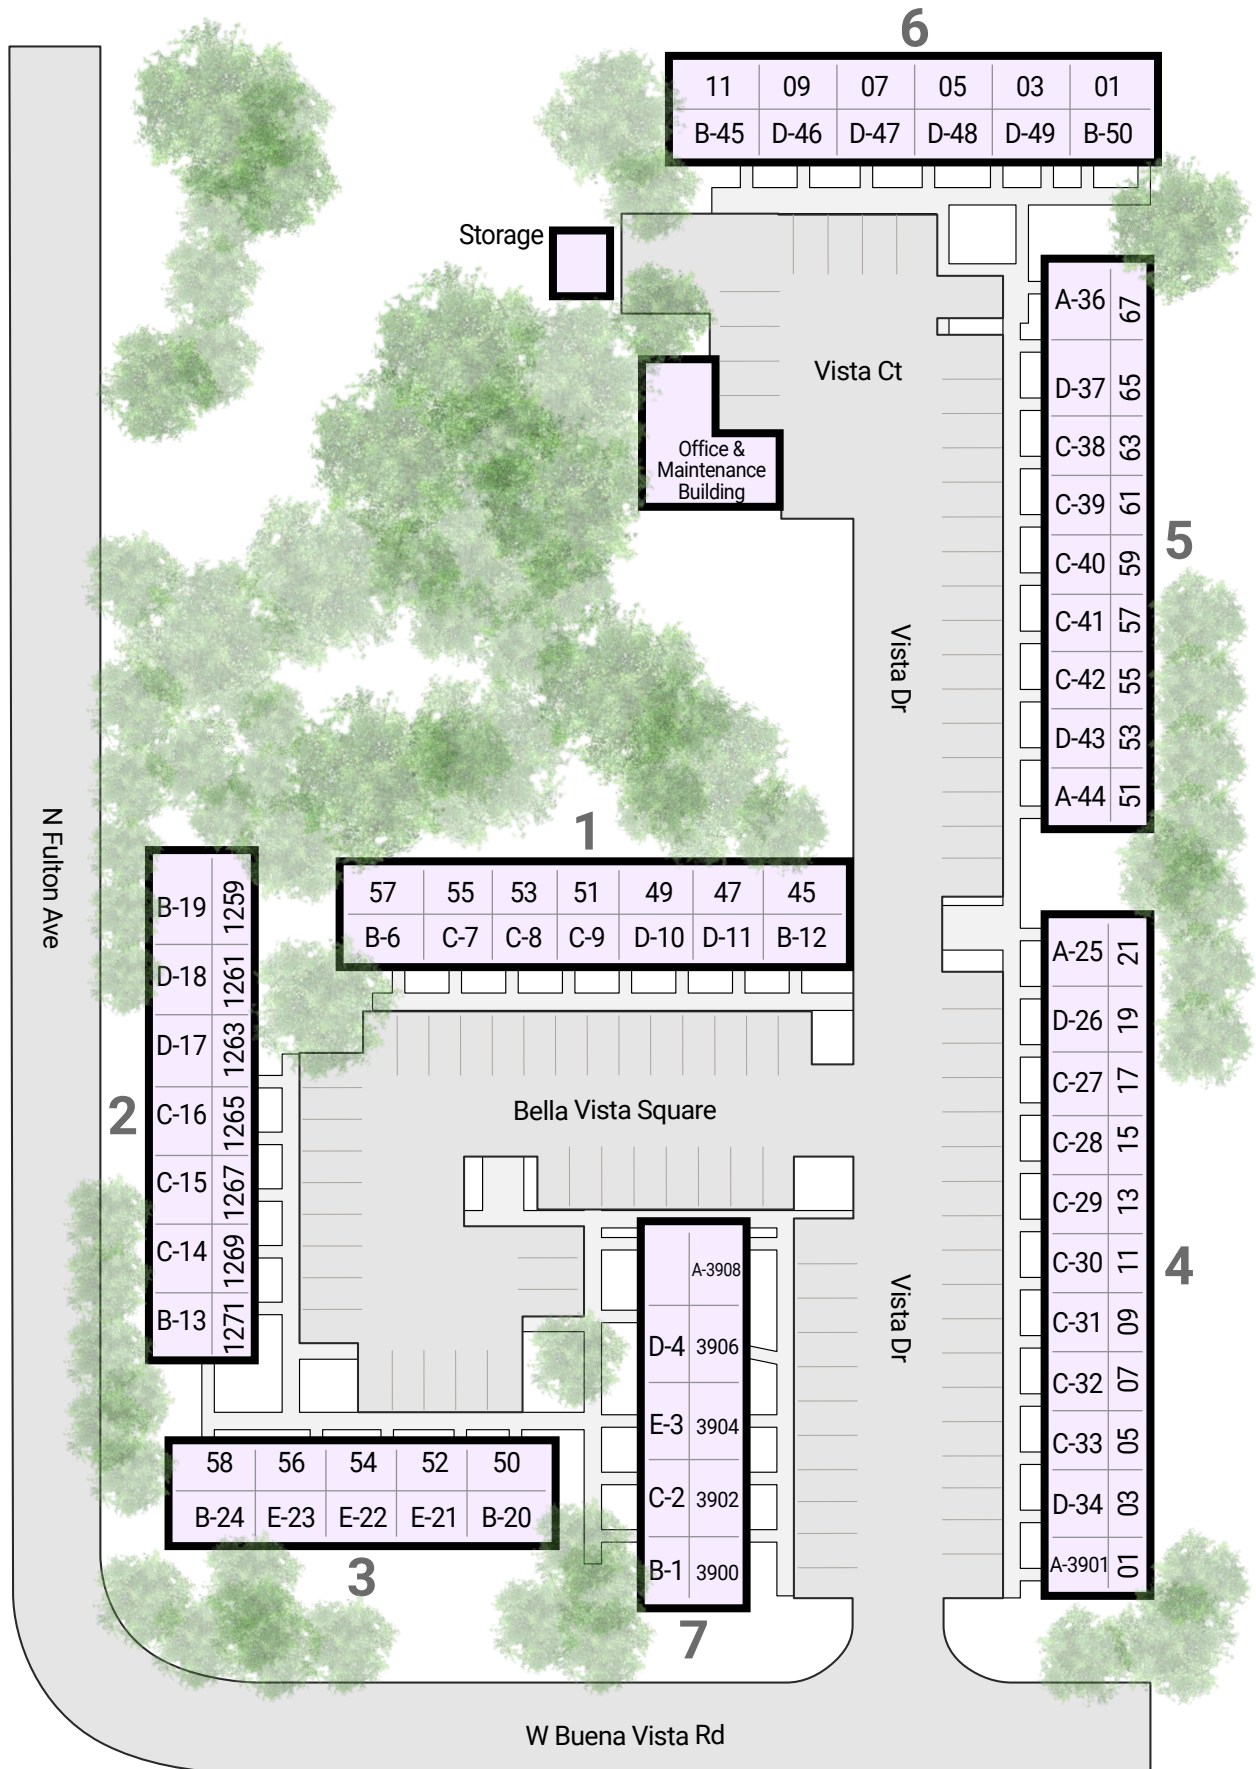 6
11 09 07 05 03 01
B-45 D-46 D-47 D-48 D-49 B-50
Storage
A-36 67
Vista Ct
D-37 65
Office &
Maintenance
Building
C-38 63
C-39 61
5
C-40 59
C-41 57
Vista Dr
C-42 55
D-43 53
A-44 51
N Fulton Ave
1
57 55 53 51 49 47 45
B-6 C-7 C-8 C-9 D-10 D-11 B-12
B-19 1259
D-18 1261
D-17 1263
2
C-16 1265
C-15 1267
C-14 1269
B-13 1271
Bella Vista Square
A-25 21
D-26 19
C-27 17
C-28 15
C-29 13
C-30 11
4
C-31 09
C-32 07
C-33 05
D-34 03
A-3901 01
Vista Dr
A-3908
D-4 3906
E-3 3904
C-2 3902
B-1 3900
7
58 56 54 52 50
B-24 E-23 E-22 E-21 B-20
3
W Buena Vista Rd